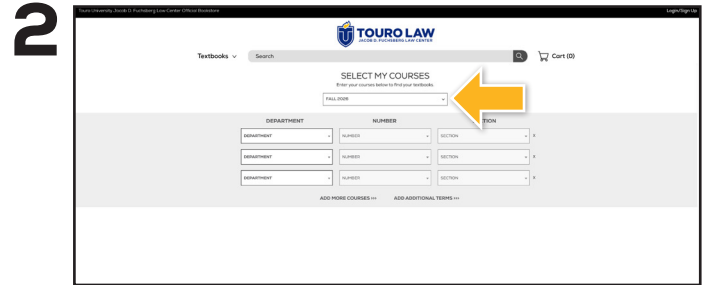 2
Touro University, Jacob D. Fuchsberg Law Center Official Bookstore
Login/Sign Up
TOURO LAW
JACOB D. FUCHSBERG LAW CENTER
Textbooks
Search
Cart (0)
SELECT MY COURSES
Enter your courses below to find your textbooks.
FALL 2025
DEPARTMENT NUMBER TION
DEPARTMENT NUMBER SECTION X
DEPARTMENT NUMBER SECTION X
DEPARTMENT NUMBER SECTION X
ADD MORE COURSES >>> ADD ADDITIONAL TERMS >>>